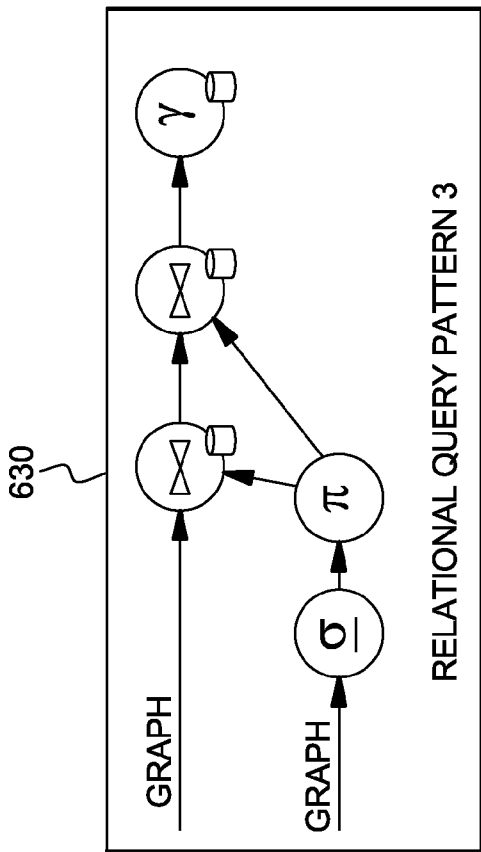 630
GRAPH
⋈
⋈
γ
GRAPH
σ
π
RELATIONAL QUERY PATTERN 3